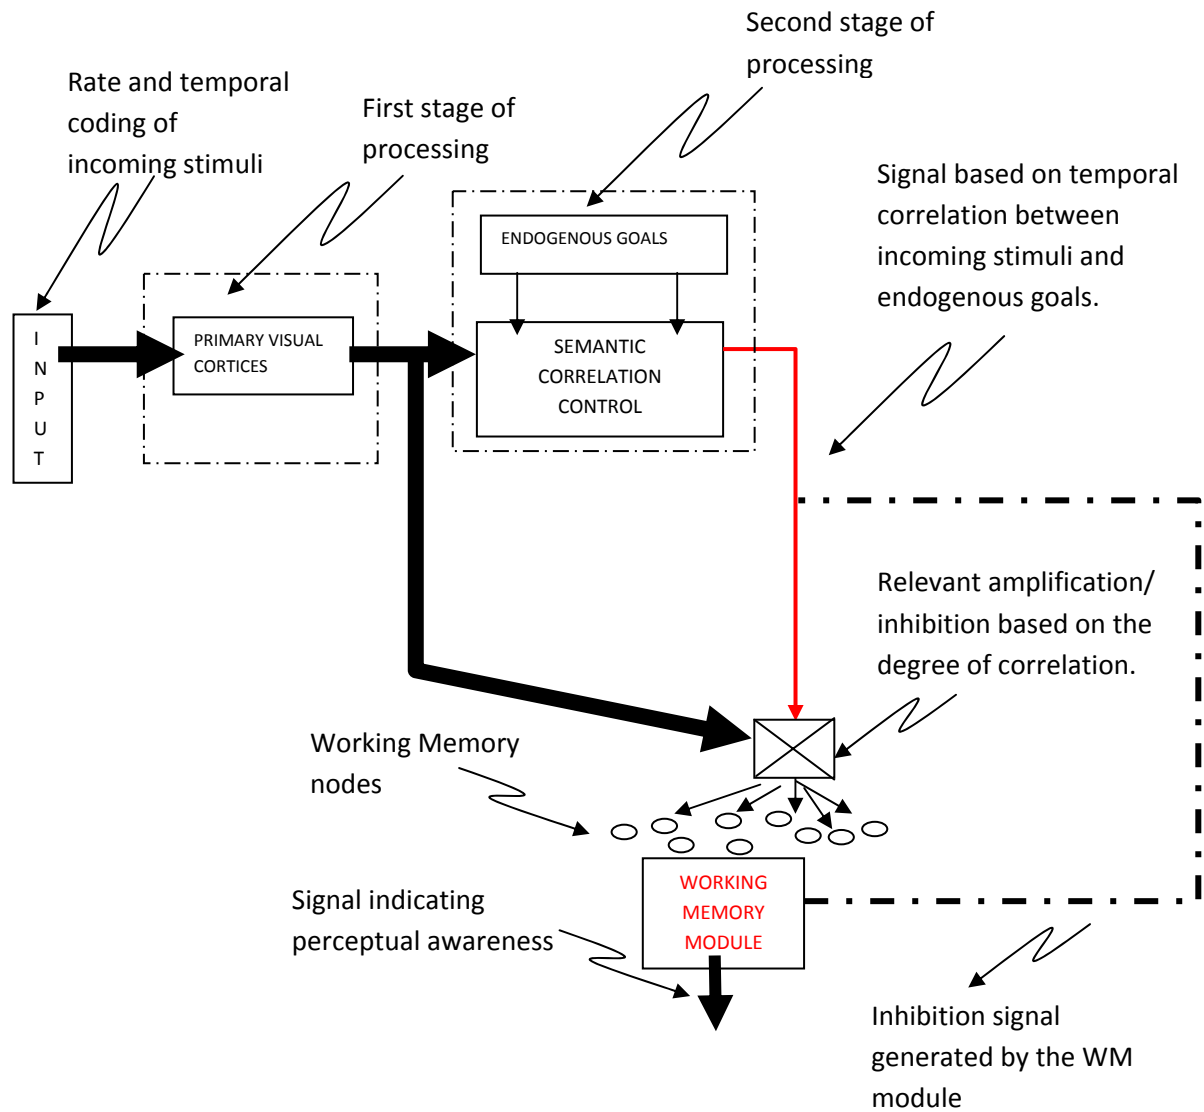 Second stage of
processing
Rate and temporal
coding of
incoming stimuli
First stage of
processing
Signal based on temporal
correlation between
incoming stimuli and
endogenous goals.
ENDOGENOUS GOALS
I
N
P
U
T
PRIMARY VISUAL
CORTICES
SEMANTIC
CORRELATION
CONTROL
Relevant amplification/
inhibition based on the
degree of correlation.
Working Memory
nodes
WORKING
MEMORY
MODULE
Signal indicating
perceptual awareness
Inhibition signal
generated by the WM
module